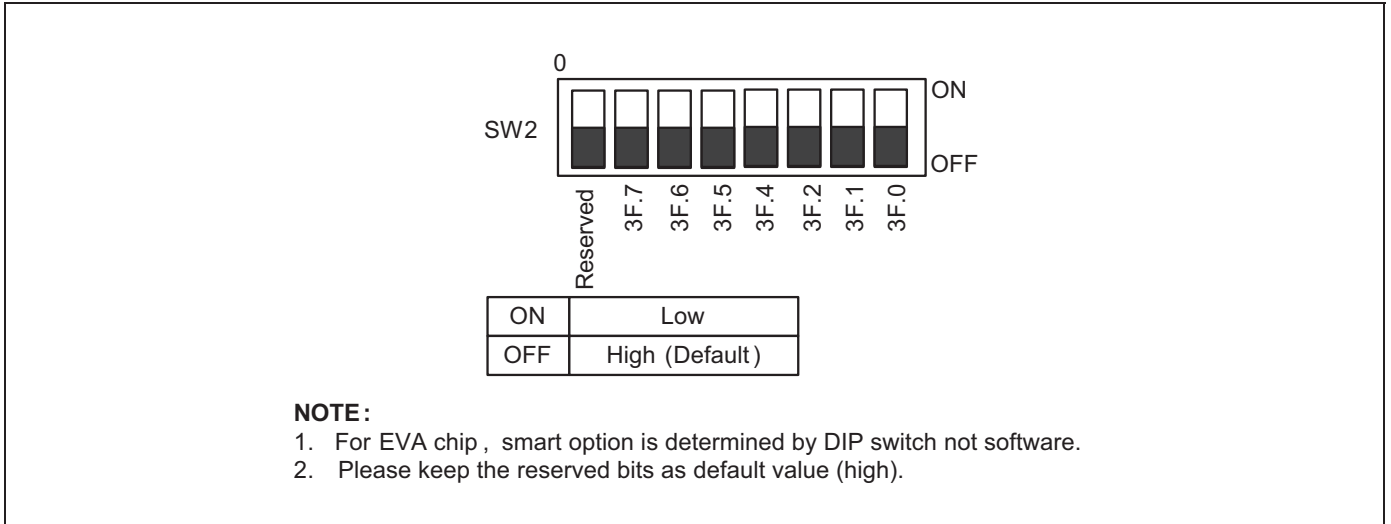 0
ON
SW2
OFF
Reserved
3F.7
3F.6
3F.5
3F.4
3F.2
3F.1
3F.0
ON Low
OFF High (Default)
NOTE:
1. For EVA chip, smart option is determined by DIP switch not software.
2. Please keep the reserved bits as default value (high).